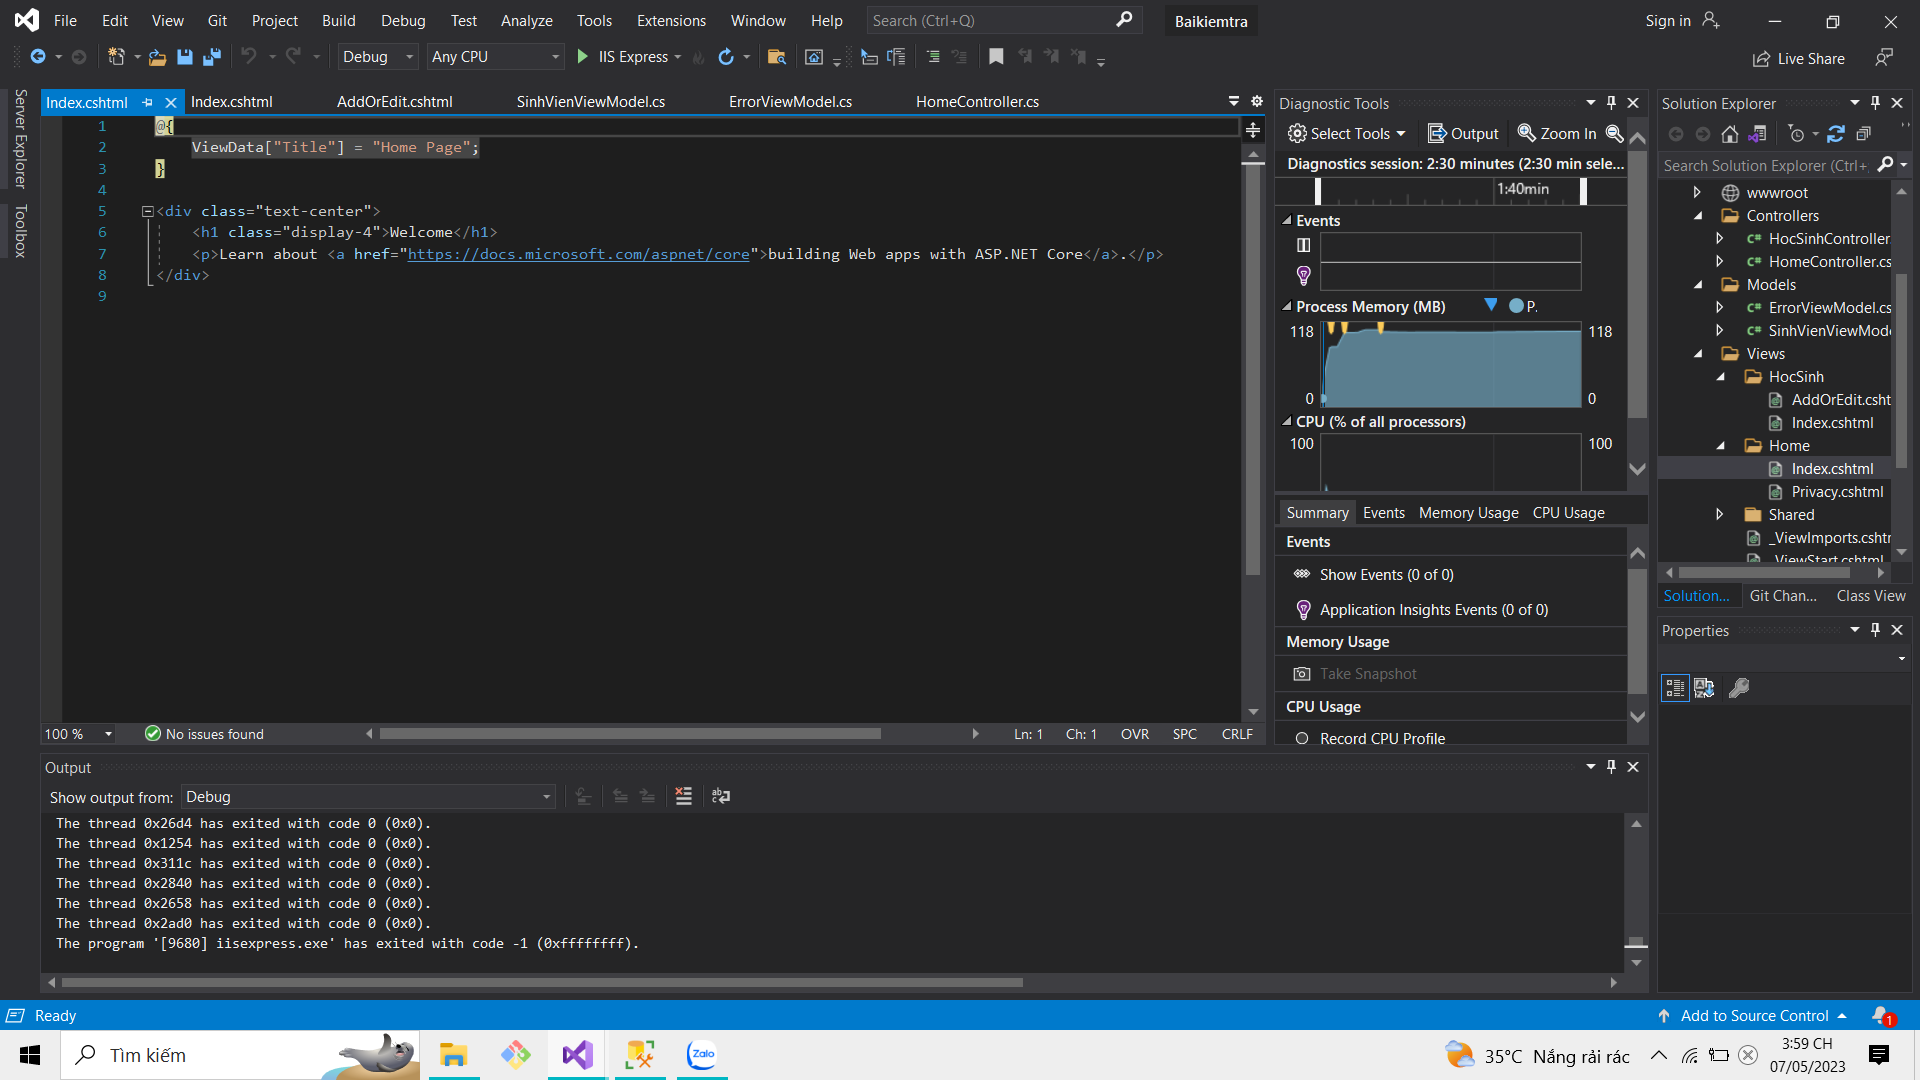 File Edit View Git Project Build Debug Test Analyze Tools Extensions Window Help Search (Ctrl+Q) Baikiemtra Sign in
Debug Any CPU IIS Express Live Share
Server Explorer
Toolbox
Index.cshtml Index.cshtml AddOrEdit.cshtml SinhVienViewModel.cs ErrorViewModel.cs HomeController.cs
1 @{
2 ViewData["Title"] = "Home Page";
3 }
4
5 <div class="text-center">
6 <h1 class="display-4">Welcome</h1>
7 <p>Learn about <a href="https://docs.microsoft.com/aspnet/core">building Web apps with ASP.NET Core</a>.</p>
8 </div>
9
100 % No issues found Ln: 1 Ch: 1 OVR SPC CRLF
Diagnostic Tools
Select Tools Output Zoom In
Diagnostics session: 2:30 minutes (2:30 min sele...
1:40min
Events
Process Memory (MB) P.
118 118
0 0
CPU (% of all processors)
100 100
Summary Events Memory Usage CPU Usage
Events
Show Events (0 of 0)
Application Insights Events (0 of 0)
Memory Usage
Take Snapshot
CPU Usage
Record CPU Profile
Solution Explorer
Search Solution Explorer (Ctrl+
wwwroot
Controllers
C# HocSinhController.
C# HomeController.cs
Models
C# ErrorViewModel.cs
C# SinhVienViewMode
Views
HocSinh
AddOrEdit.csht
Index.cshtml
Home
Index.cshtml
Privacy.cshtml
Shared
_ViewImports.cshtm
_ViewStart.cshtml
Solution... Git Chan... Class View
Properties
Output
Show output from: Debug
The thread 0x26d4 has exited with code 0 (0x0).
The thread 0x1254 has exited with code 0 (0x0).
The thread 0x311c has exited with code 0 (0x0).
The thread 0x2840 has exited with code 0 (0x0).
The thread 0x2658 has exited with code 0 (0x0).
The thread 0x2ad0 has exited with code 0 (0x0).
The program '[9680] iisexpress.exe' has exited with code -1 (0xffffffff).
Ready Add to Source Control 1
Tìm kiếm Zalo 35°C Nắng rải rác 3:59 CH
07/05/2023